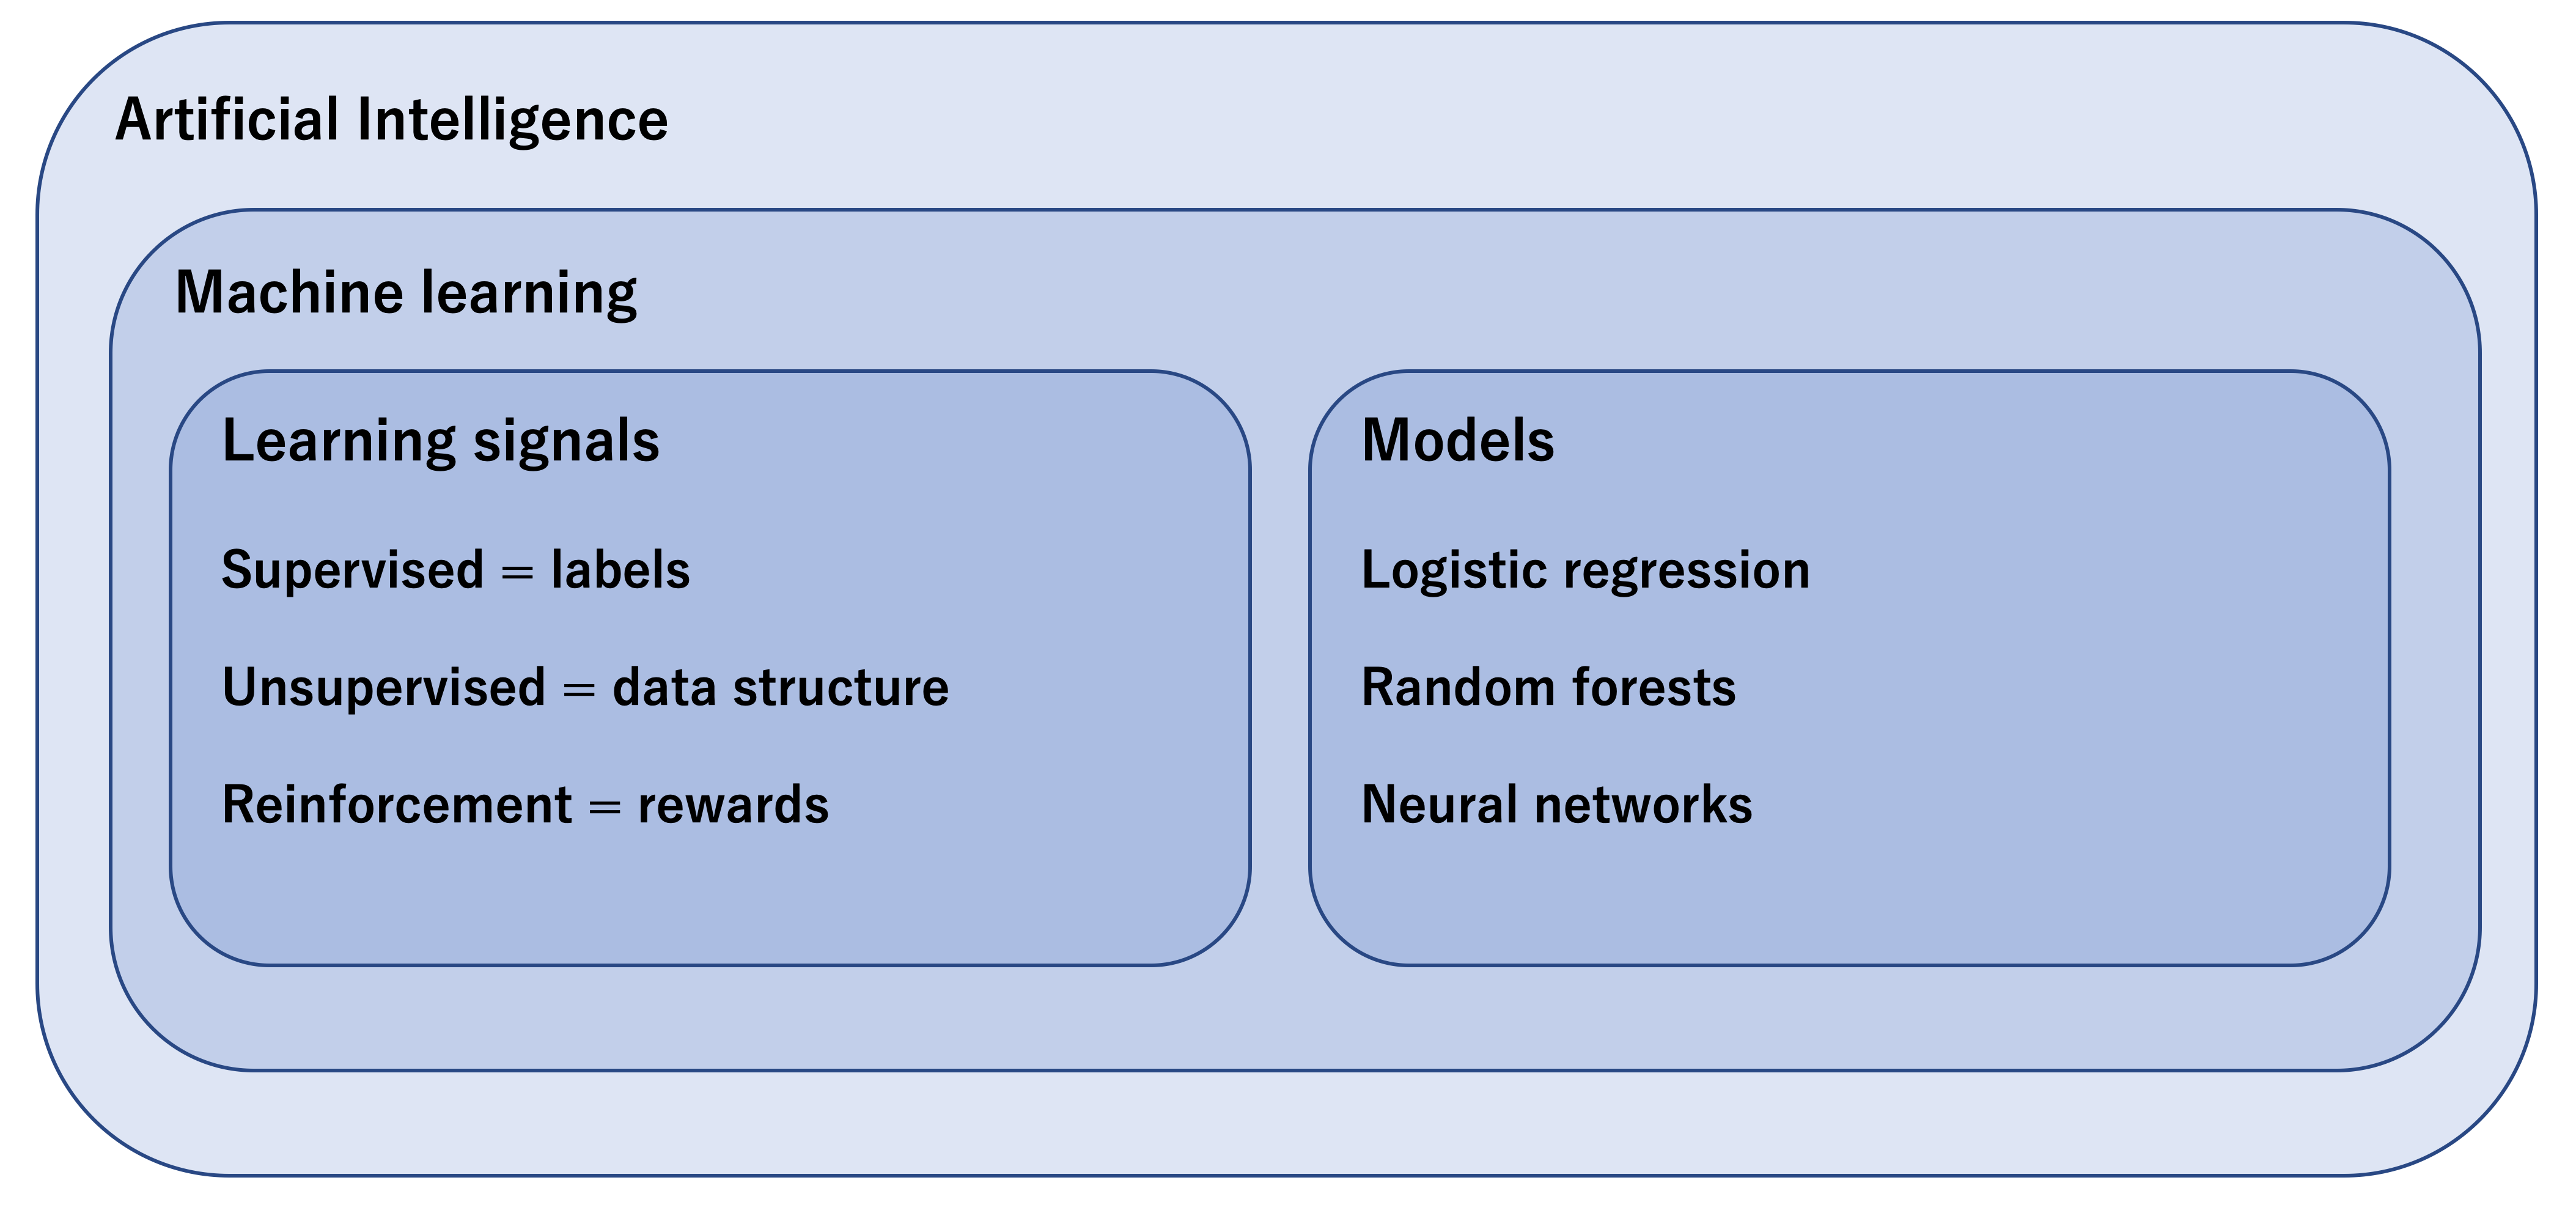 Artificial Intelligence
Machine learning
Learning signals
Supervised = labels
Unsupervised = data structure
Reinforcement = rewards
Models
Logistic regression
Random forests
Neural networks